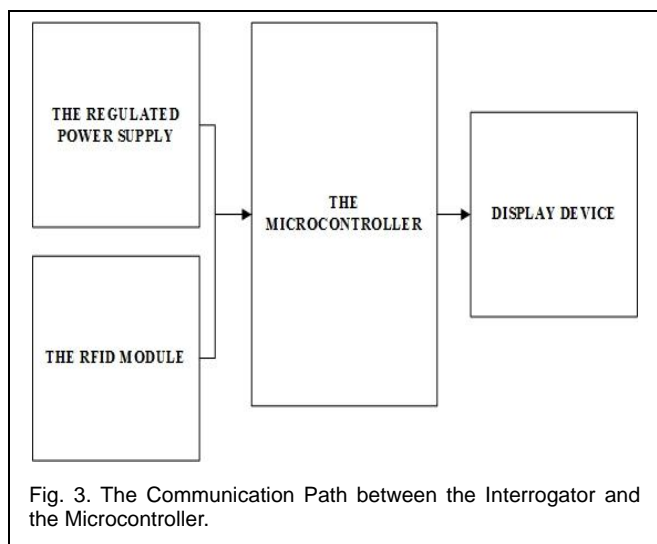 THE REGULATED
POWER SUPPLY
THE RFID MODULE
THE
MICROCONTROLLER
DISPLAY DEVICE
Fig. 3. The Communication Path between the Interrogator and
the Microcontroller.